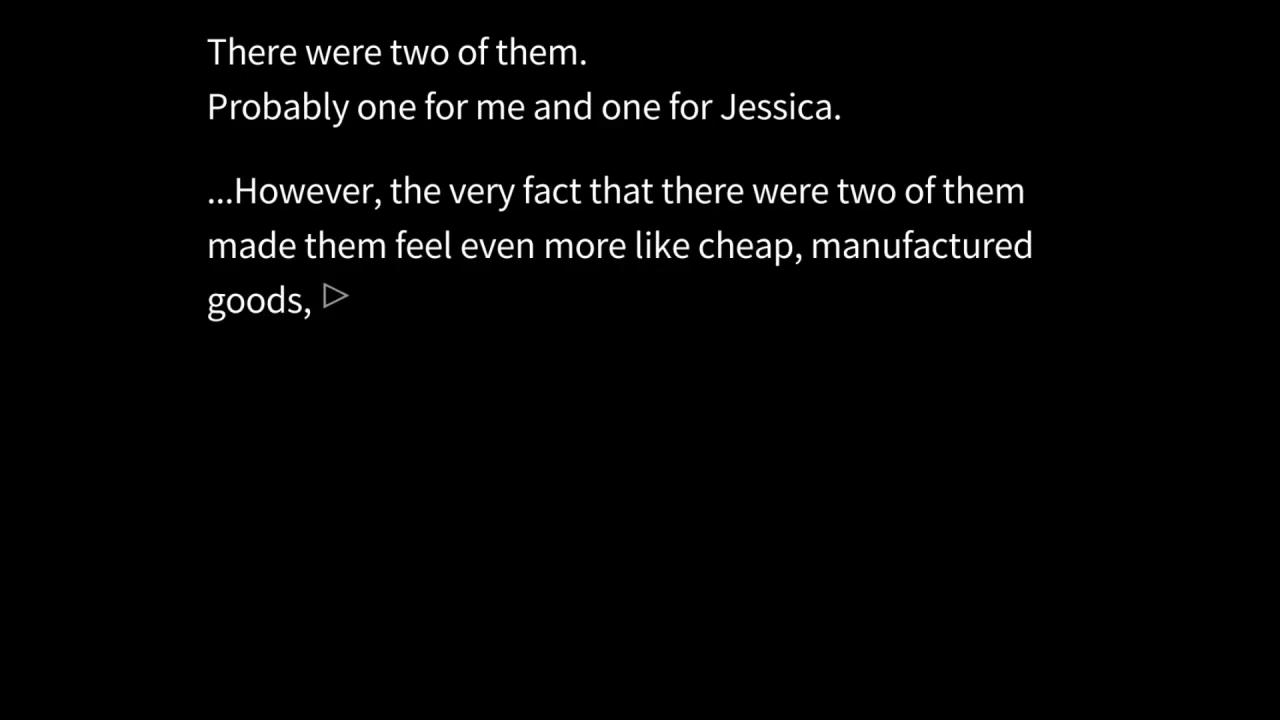 There were two of them.
Probably one for me and one for Jessica.
...However, the very fact that there were two of them
made them feel even more like cheap, manufactured
goods,